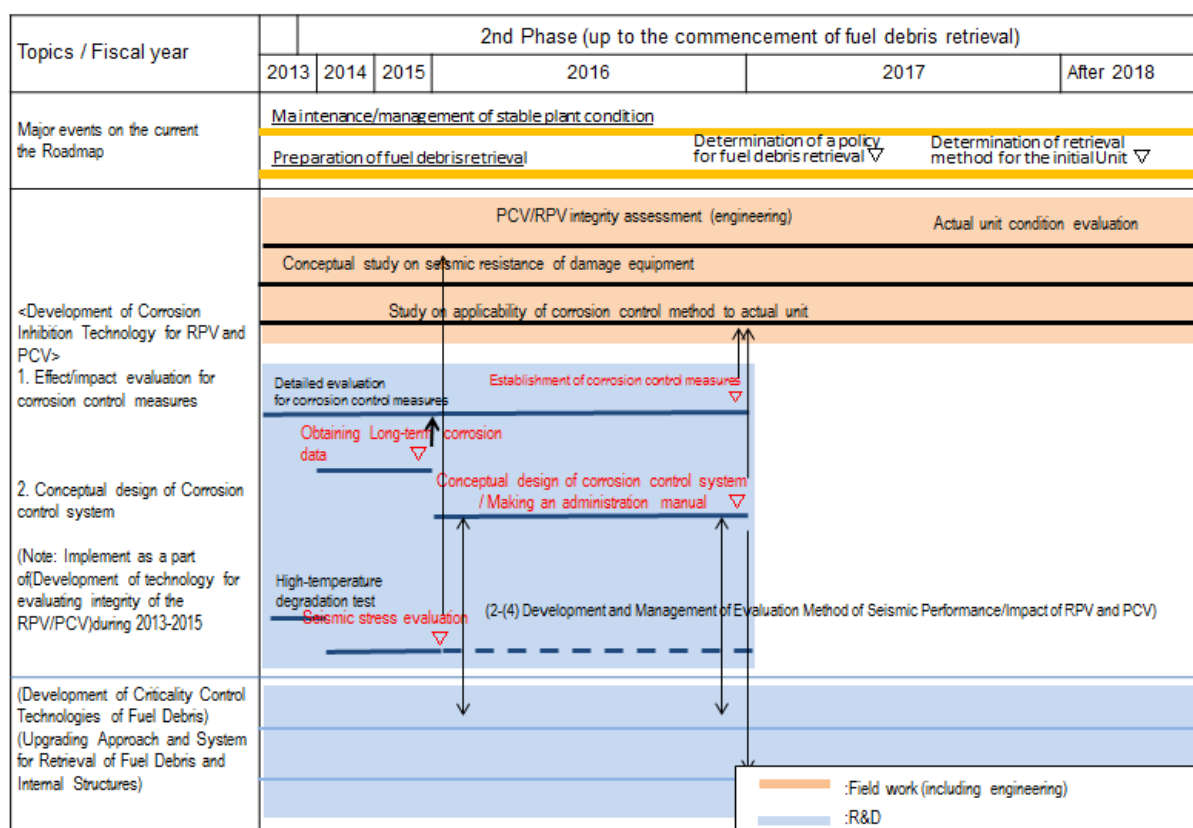 Topics / Fiscal year
2nd Phase (up to the commencement of fuel debris retrieval)
2013
2014
2015
2016
2017
After 2018
Major events on the current
the Roadmap
Maintenance/management of stable plant condition
Preparation of fuel debris retrieval
Determination of a policy
for fuel debris retrieval ▽
Determination of retrieval
method for the initial Unit ▽
PCV/RPV integrity assessment (engineering)
Actual unit condition evaluation
Conceptual study on seismic resistance of damage equipment
Study on applicability of corrosion control method to actual unit
<Development of Corrosion
Inhibition Technology for RPV and
PCV>
1. Effect/impact evaluation for
corrosion control measures
Detailed evaluation
for corrosion control measures
Establishment of corrosion control measures
Obtaining Long-term corrosion
data
2. Conceptual design of Corrosion
control system
Conceptual design of corrosion control system
/ Making an administration manual
(Note: Implement as a part
of(Development of technology for
evaluating integrity of the
RPV/PCV)during 2013-2015
High-temperature
degradation test
Seismic stress evaluation
(2-(4) Development and Management of Evaluation Method of Seismic Performance/Impact of RPV and PCV)
(Development of Criticality Control
Technologies of Fuel Debris)
(Upgrading Approach and System
for Retrieval of Fuel Debris and
Internal Structures)
:Field work (including engineering)
:R&D